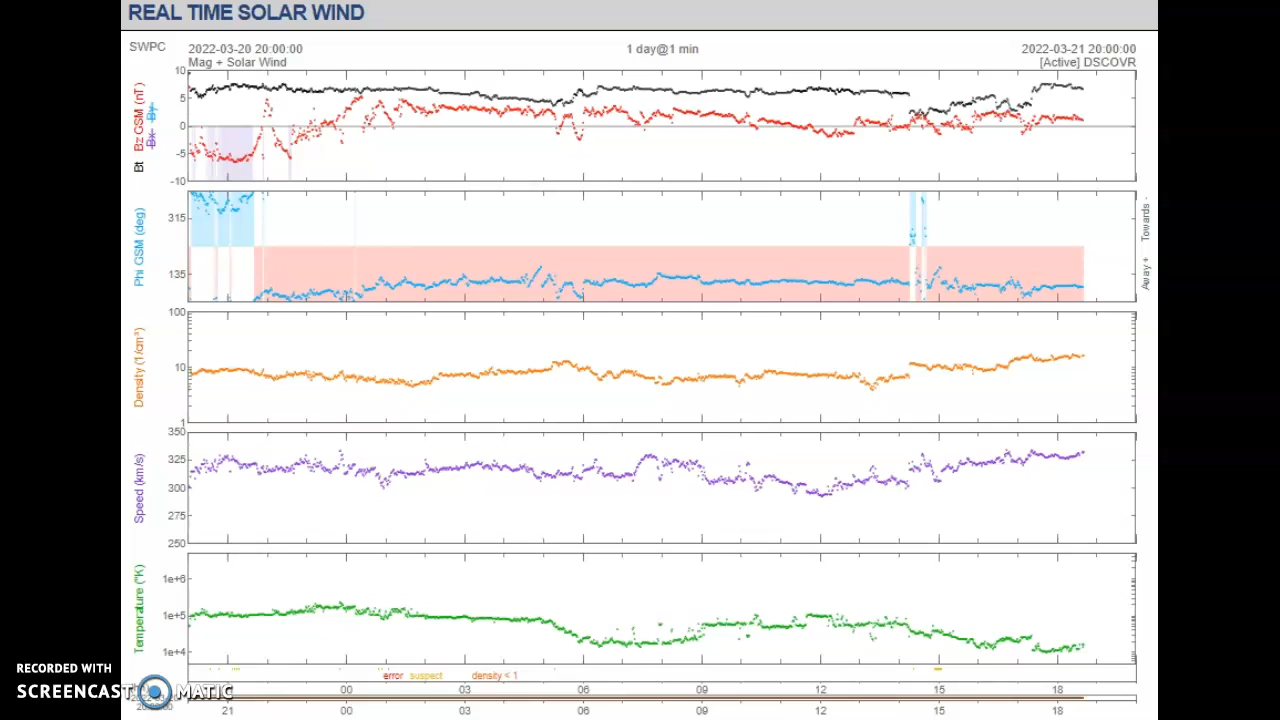 REAL TIME SOLAR WIND
SWPC
2022-03-20 20:00:00
1 day@1 min
2022-03-21 20:00:00
Mag + Solar Wind
[Active] DSCOVR
Bt
Bz GSM (nT)
Bx
By
10
5
0
-5
-10
Phi GSM (deg)
315
135
Towards -
Away +
Density (1/cm³)
100
10
1
Speed (km/s)
350
325
300
275
250
Temperature (°K)
1e+6
1e+5
1e+4
error suspect density < 1
00 03 06 09 12 15 18
21 00 03 06 09 12 15 18
RECORDED WITH
SCREENCAST MATIC